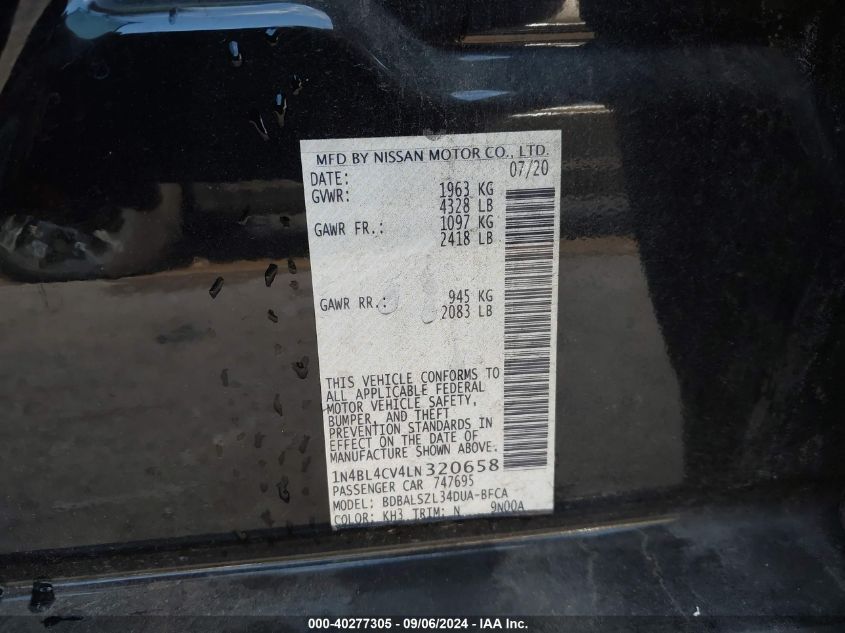 MFD BY NISSAN MOTOR CO., LTD.
DATE: 07/20
GVWR: 1963 KG
4328 LB
GAWR FR.: 1097 KG
2418 LB
GAWR RR.: 945 KG
2083 LB
THIS VEHICLE CONFORMS TO
ALL APPLICABLE FEDERAL
MOTOR VEHICLE SAFETY,
BUMPER, AND THEFT
PREVENTION STANDARDS IN
EFFECT ON THE DATE OF
MANUFACTURE SHOWN ABOVE.
1N4BL4CV4LN320658
PASSENGER CAR 747695
MODEL: BDBALSZL34DUA-BFCA
COLOR: KH3 TRIM: N 9N00A
000-40277305 - 09/06/2024 - IAA Inc.